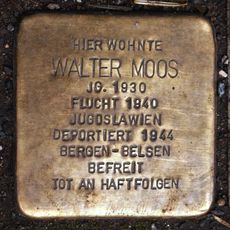 HIER WOHNTE
WALTER MOOS
JG. 1930
FLUCHT 1940
JUGOSLAWIEN
DEPORTIERT 1944
BERGEN-BELSEN
BEFREIT
TOT AN HAFTFOLGEN